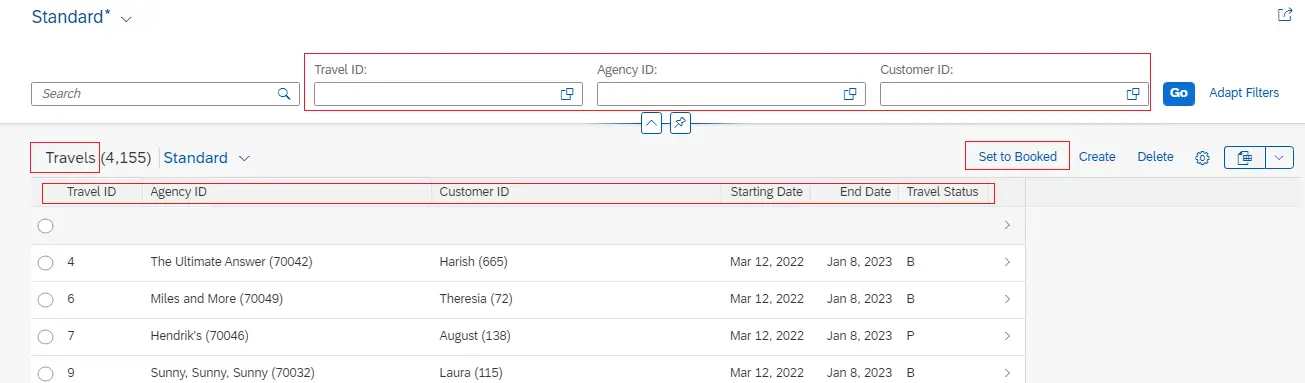 Standard*
Travel ID: Agency ID: Customer ID:
Search Go Adapt Filters
Travels (4,155) Standard Set to Booked Create Delete
Travel ID Agency ID Customer ID Starting Date End Date Travel Status
4 The Ultimate Answer (70042) Harish (665) Mar 12, 2022 Jan 8, 2023 B
6 Miles and More (70049) Theresia (72) Mar 12, 2022 Jan 8, 2023 B
7 Hendrik's (70046) August (138) Mar 12, 2022 Jan 8, 2023 P
9 Sunny, Sunny, Sunny (70032) Laura (115) Mar 12, 2022 Jan 8, 2023 B